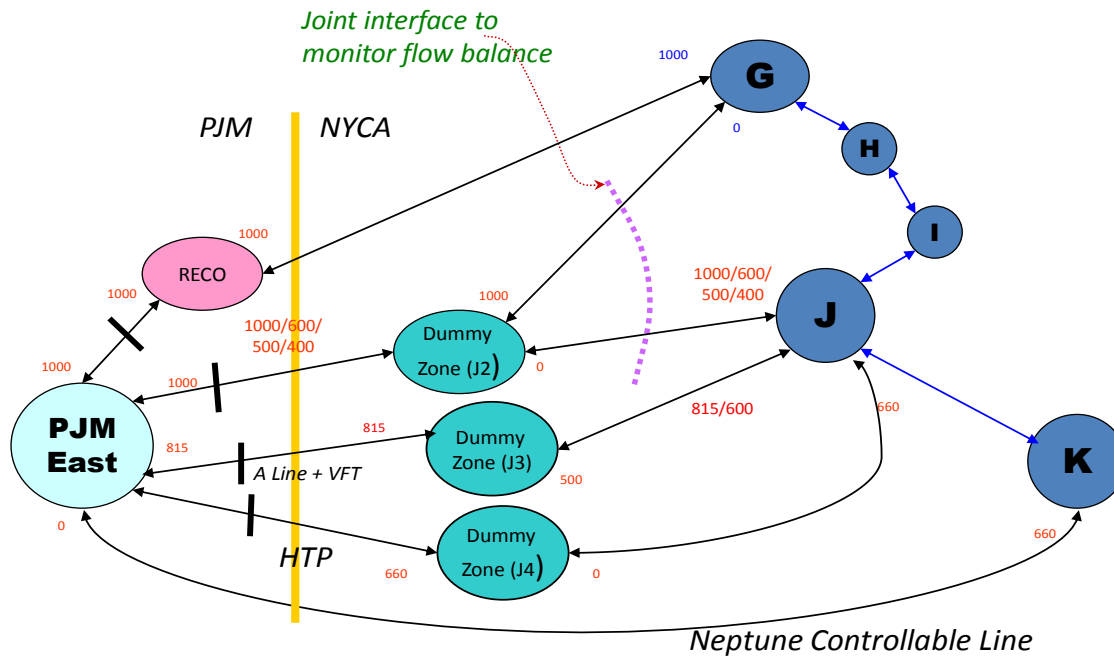 Joint interface to
monitor flow balance
1000
G
0
PJM
NYCA
H
I
1000
RECO
1000
1000/600/
500/400
1000
1000/600/
500/400
J
Dummy
Zone (J2)
0
1000
1000
PJM
East
815
815
A Line + VFT
Dummy
Zone (J3)
500
815/600
660
K
0
HTP
660
Dummy
Zone (J4)
0
660
Neptune Controllable Line